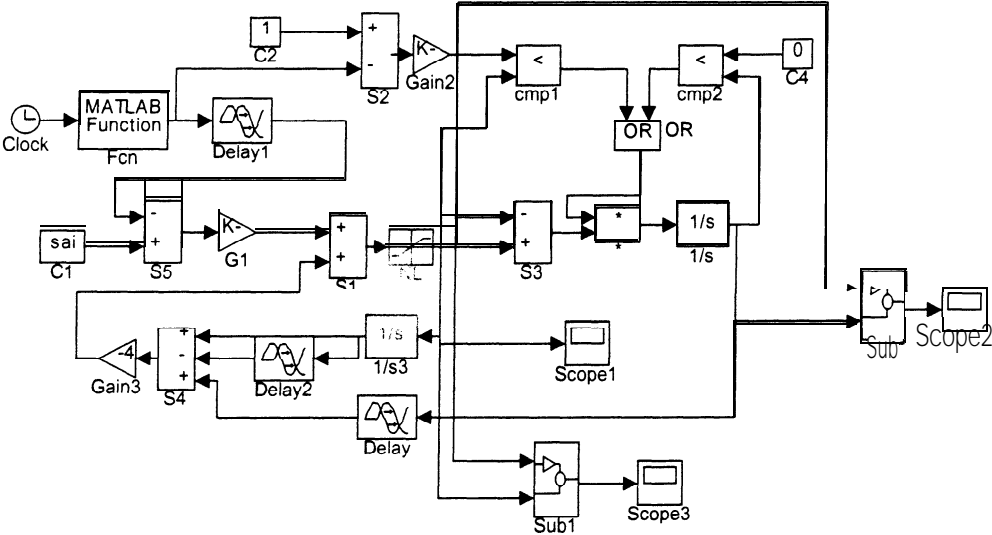 1
C2
+
-
S2
K-
Gain2
<
cmp1
<
cmp2
0
C4
Clock
MATLAB
Function
Fcn
Delay1
OR
OR
sai
C1
-
+
S5
K-
G1
+
+
S1
NL
-
+
S3
*
*
1/s
1/s
-4
Gain3
+
-
+
S4
Delay2
1/s
1/s3
Scope1
Sub
Scope2
Delay
Sub1
Scope3